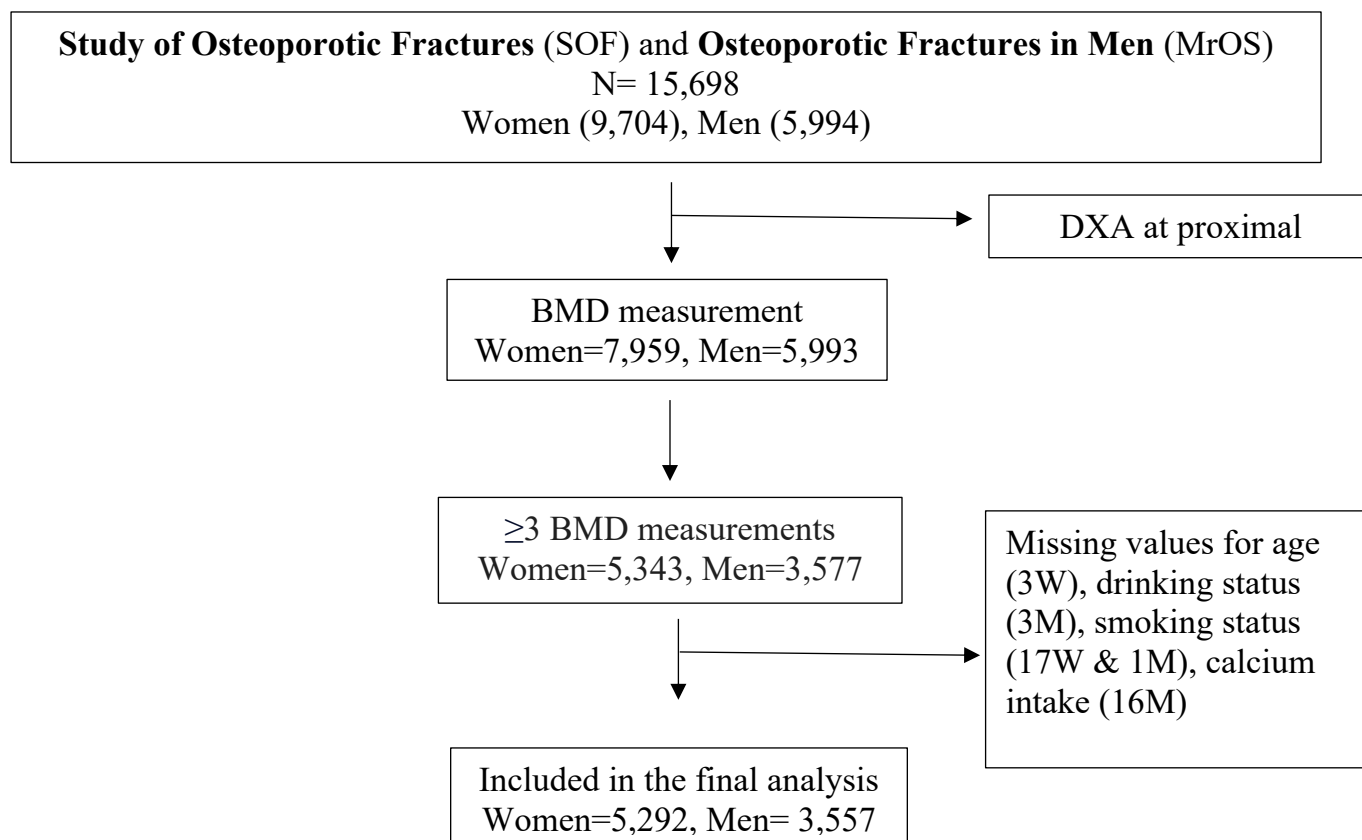 Study of Osteoporotic Fractures (SOF) and Osteoporotic Fractures in Men (MrOS)
N= 15,698
Women (9,704), Men (5,994)
DXA at proximal
BMD measurement
Women=7,959, Men=5,993
≥3 BMD measurements
Women=5,343, Men=3,577
Missing values for age
(3W), drinking status
(3M), smoking status
(17W & 1M), calcium
intake (16M)
Included in the final analysis
Women=5,292, Men= 3,557